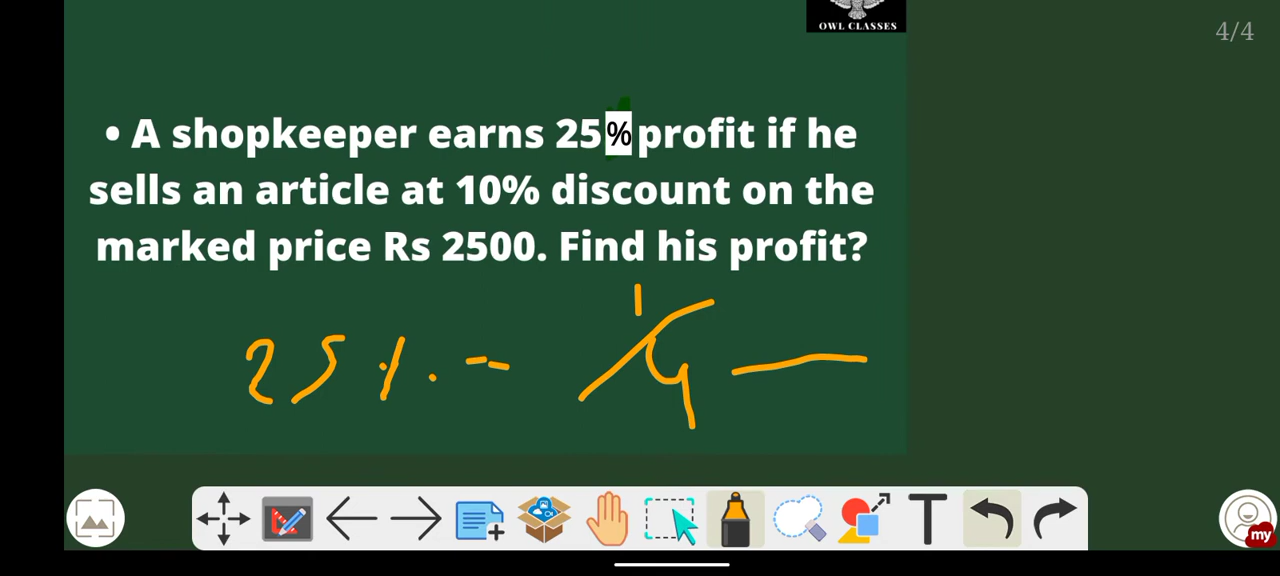 OWL CLASSES
4/4
• A shopkeeper earns 25% profit if he
sells an article at 10% discount on the
marked price Rs 2500. Find his profit?
25%. = 1/4 —
T
my